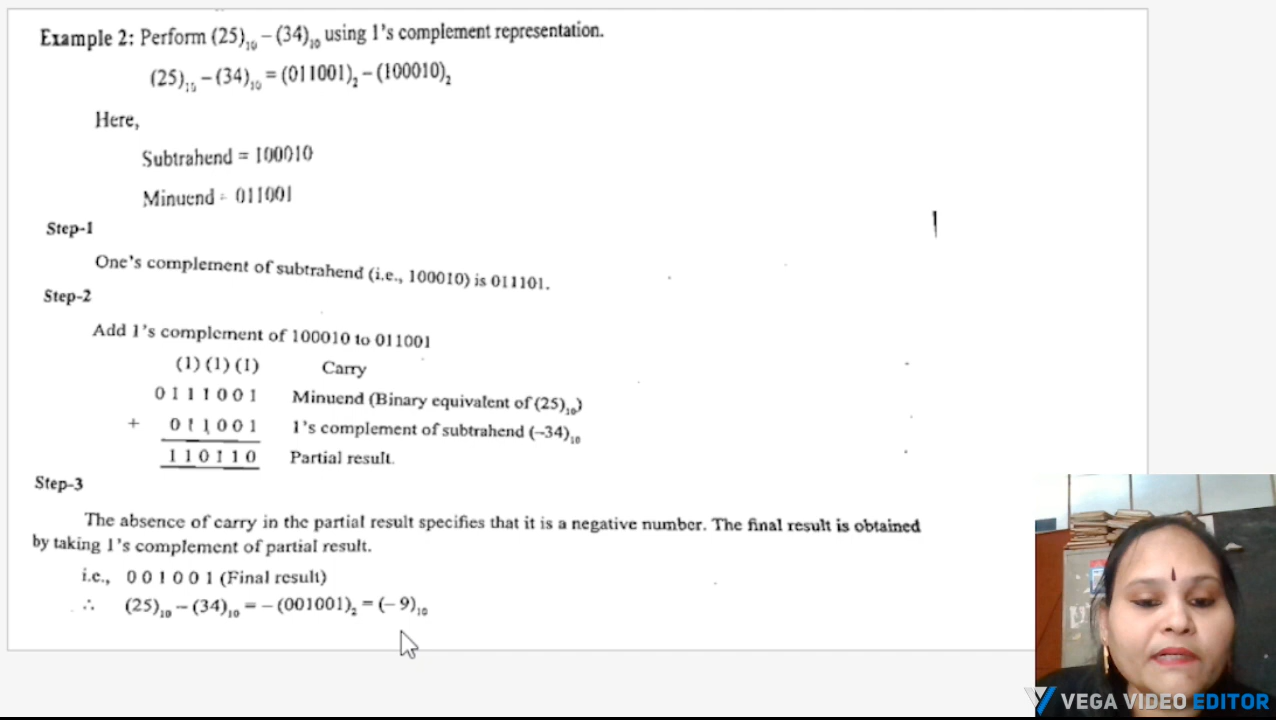 Example 2: Perform (25)₁₀ – (34)₁₀ using 1's complement representation.
(25)₁₀ – (34)₁₀ = (011001)₂ – (100010)₂
Here,
Subtrahend = 100010
Minuend = 011001
Step-1
One's complement of subtrahend (i.e., 100010) is 011101.
Step-2
Add 1's complement of 100010 to 011001
(1) (1) (1) Carry
0 1 1 1 0 0 1 Minuend (Binary equivalent of (25)₁₀)
+ 0 1 1 0 0 1 1's complement of subtrahend (–34)₁₀
1 1 0 1 1 0 Partial result.
Step-3
The absence of carry in the partial result specifies that it is a negative number. The final result is obtained
by taking 1's complement of partial result.
i.e., 0 0 1 0 0 1 (Final result)
∴ (25)₁₀ – (34)₁₀ = – (001001)₂ = (– 9)₁₀
VEGA VIDEO EDITOR